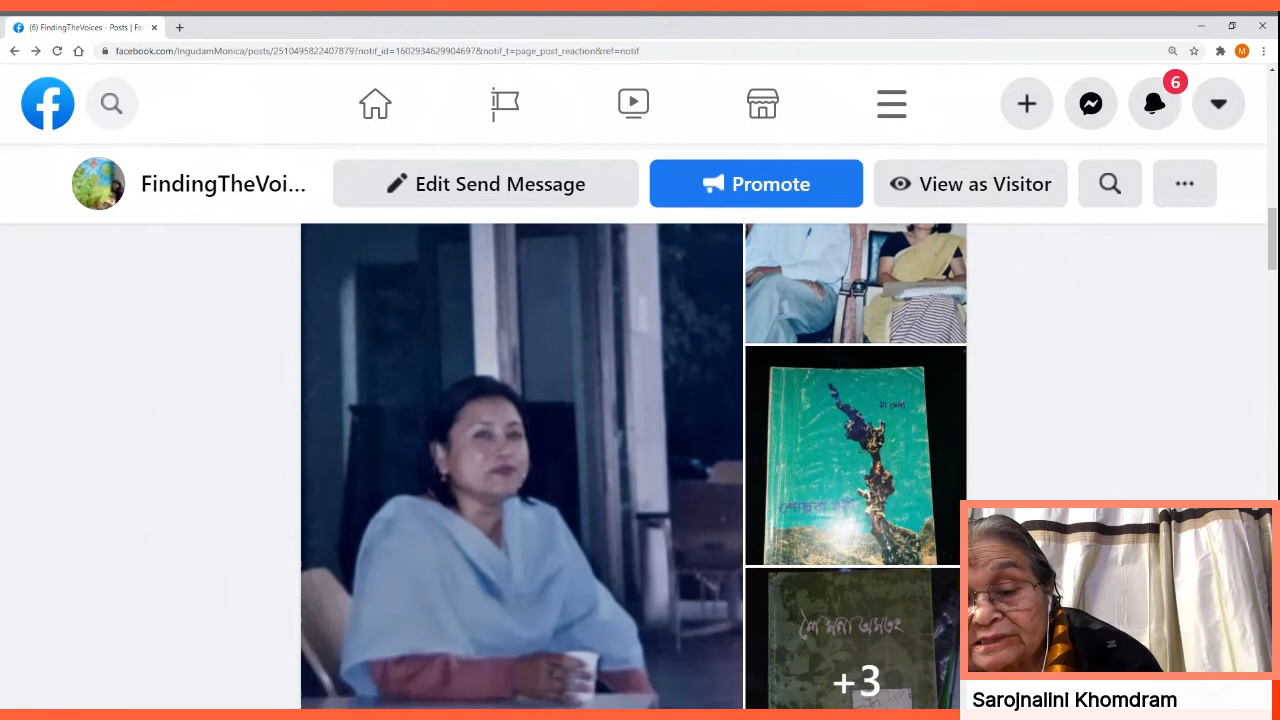 (6) FindingTheVoices - Posts | Fa
facebook.com/IngudamMonica/posts/2510495822407879?notif_id=1602934629904697&notif_t=page_post_reaction&ref=notif
M
6
FindingTheVoi...
Edit Send Message
Promote
View as Visitor
+3
Sarojnalini Khomdram